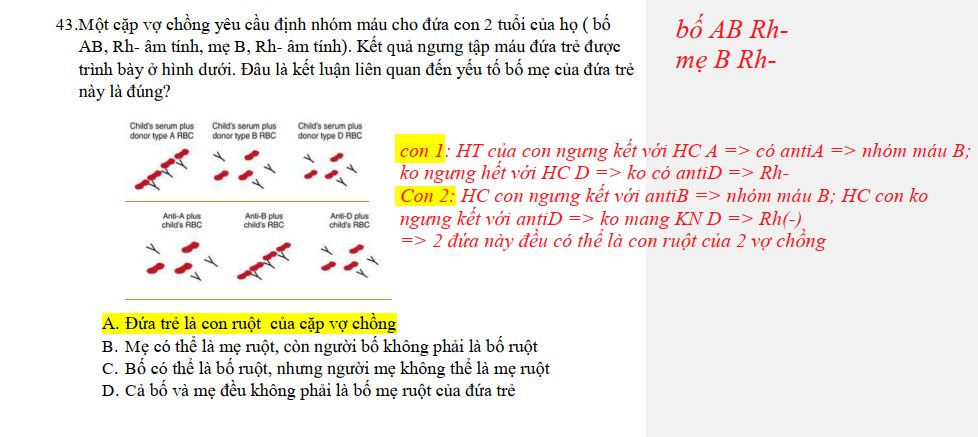 43.Một cặp vợ chồng yêu cầu định nhóm máu cho đứa con 2 tuổi của họ ( bố
AB, Rh- âm tính, mẹ B, Rh- âm tính). Kết quả ngưng tập máu đứa trẻ được
trình bày ở hình dưới. Đâu là kết luận liên quan đến yếu tố bố mẹ của đứa trẻ
này là đúng?
bố AB Rh-
mẹ B Rh-
Child's serum plus
donor type A RBC
Child's serum plus
donor type B RBC
Child's serum plus
donor type D RBC
Anti-A plus
child's RBC
Anti-B plus
child's RBC
Anti-D plus
child's RBC
con 1: HT của con ngưng kết với HC A => có antiA => nhóm máu B;
ko ngưng hết với HC D => ko có antiD => Rh-
Con 2: HC con ngưng kết với antiB => nhóm máu B; HC con ko
ngưng kết với antiD => ko mang KN D => Rh(-)
=> 2 đứa này đều có thể là con ruột của 2 vợ chồng
A. Đứa trẻ là con ruột của cặp vợ chồng
B. Mẹ có thể là mẹ ruột, còn người bố không phải là bố ruột
C. Bố có thể là bố ruột, nhưng người mẹ không thể là mẹ ruột
D. Cả bố và mẹ đều không phải là bố mẹ ruột của đứa trẻ